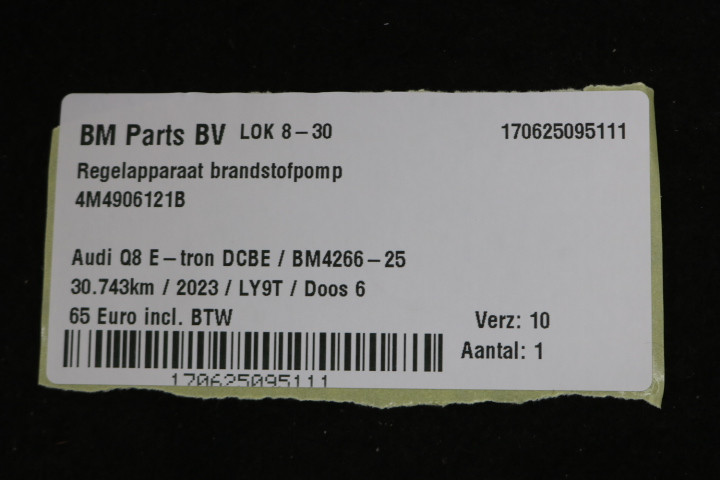 BM Parts BV LOK 8-30 170625095111
Regelapparaat brandstofpomp
4M4906121B
Audi Q8 E-tron DCBE / BM4266-25
30.743km / 2023 / LY9T / Doos 6
65 Euro incl. BTW
Verz: 10
Aantal: 1
170625095111